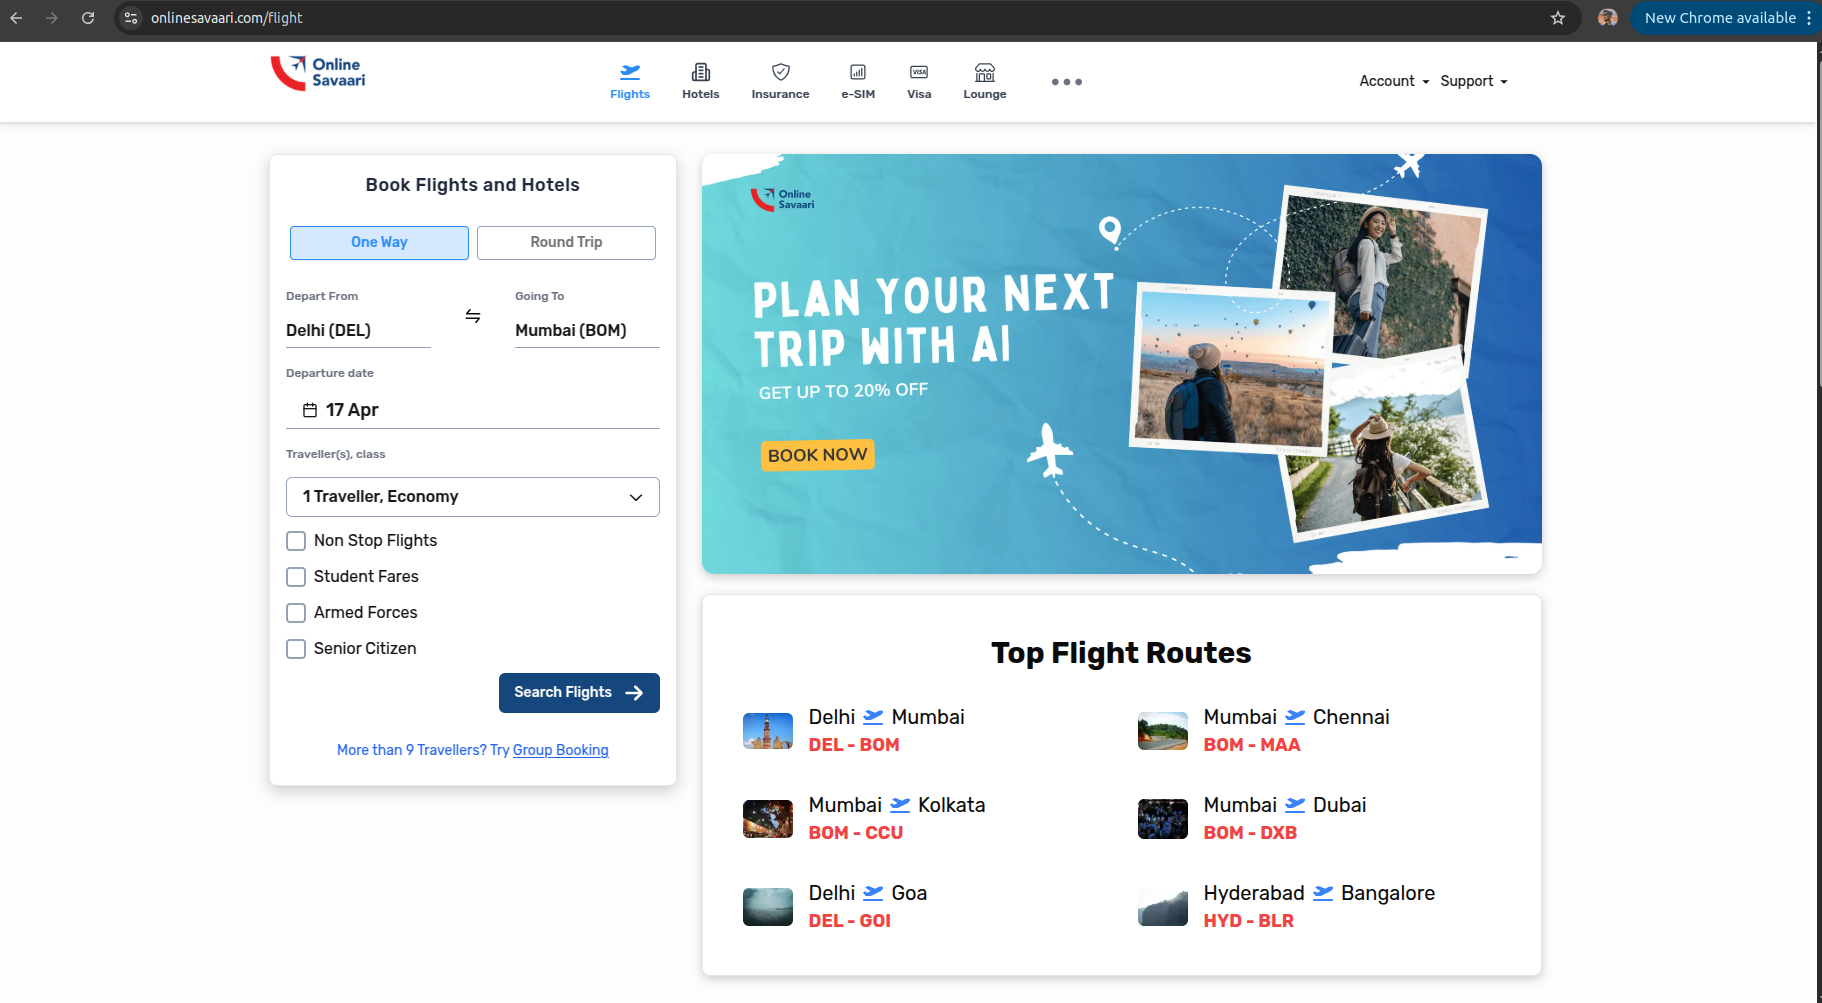 onlinesavaari.com/flight
New Chrome available
Online
Savaari
Flights
Hotels
Insurance
VISA
e-SIM
Visa
Lounge
Account
Support
Book Flights and Hotels
One Way
Round Trip
Depart From
Going To
Delhi (DEL)
Mumbai (BOM)
Departure date
17 Apr
Traveller(s), class
1 Traveller, Economy
Non Stop Flights
Student Fares
Armed Forces
Senior Citizen
Search Flights
More than 9 Travellers? Try Group Booking
Online
Savaari
PLAN YOUR NEXT
TRIP WITH AI
GET UP TO 20% OFF
BOOK NOW
Top Flight Routes
Delhi Mumbai
DEL - BOM
Mumbai Chennai
BOM - MAA
Mumbai Kolkata
BOM - CCU
Mumbai Dubai
BOM - DXB
Delhi Goa
DEL - GOI
Hyderabad Bangalore
HYD - BLR